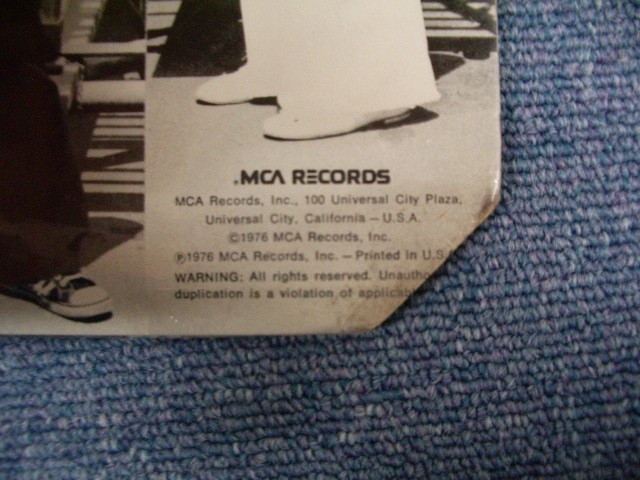 MCA RECORDS
MCA Records, Inc., 100 Universal City Plaza,
Universal City, California – U.S.A.
©1976 MCA Records, Inc.
℗1976 MCA Records, Inc. – Printed In U.S.
WARNING: All rights reserved.
duplication is a violation of